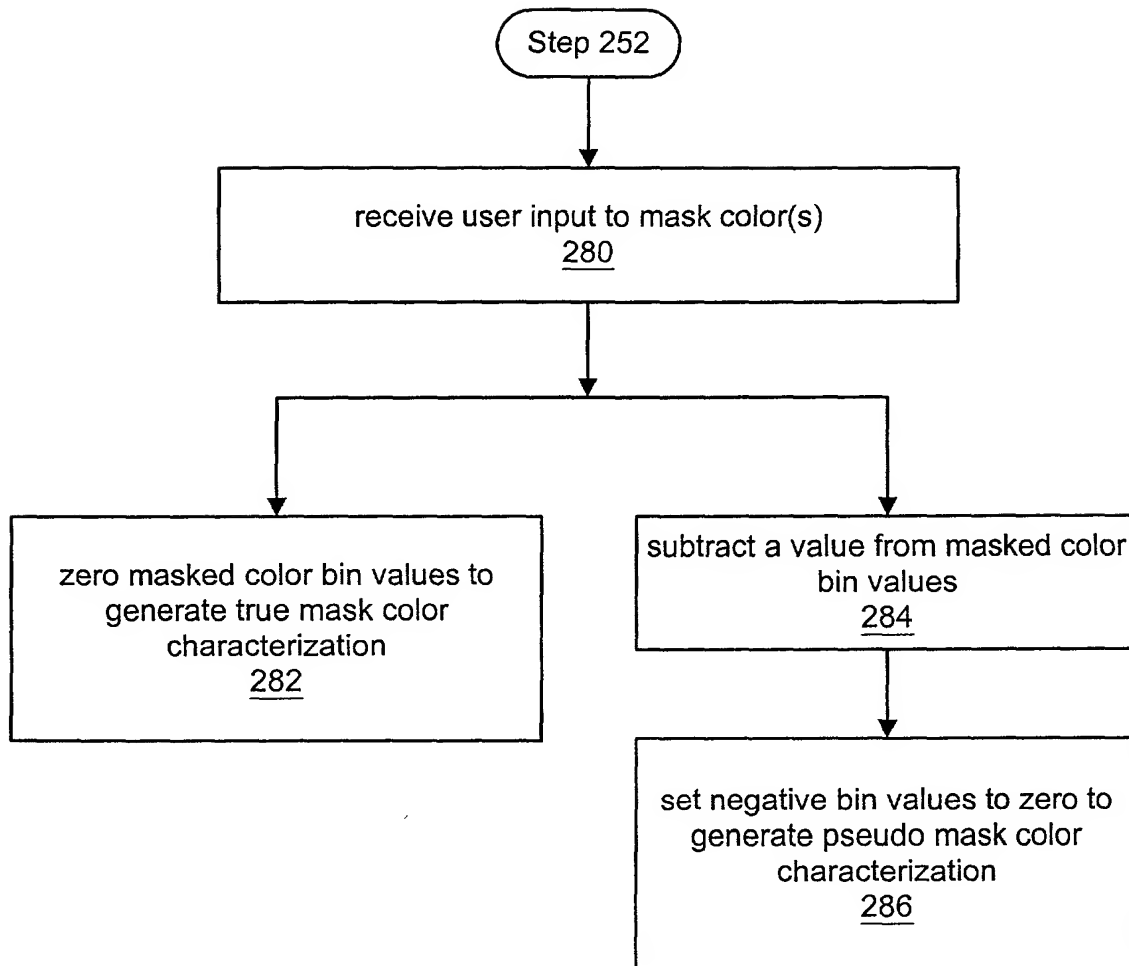 Step 252
receive user input to mask color(s)
280
zero masked color bin values to
generate true mask color
characterization
282
subtract a value from masked color
bin values
284
set negative bin values to zero to
generate pseudo mask color
characterization
286